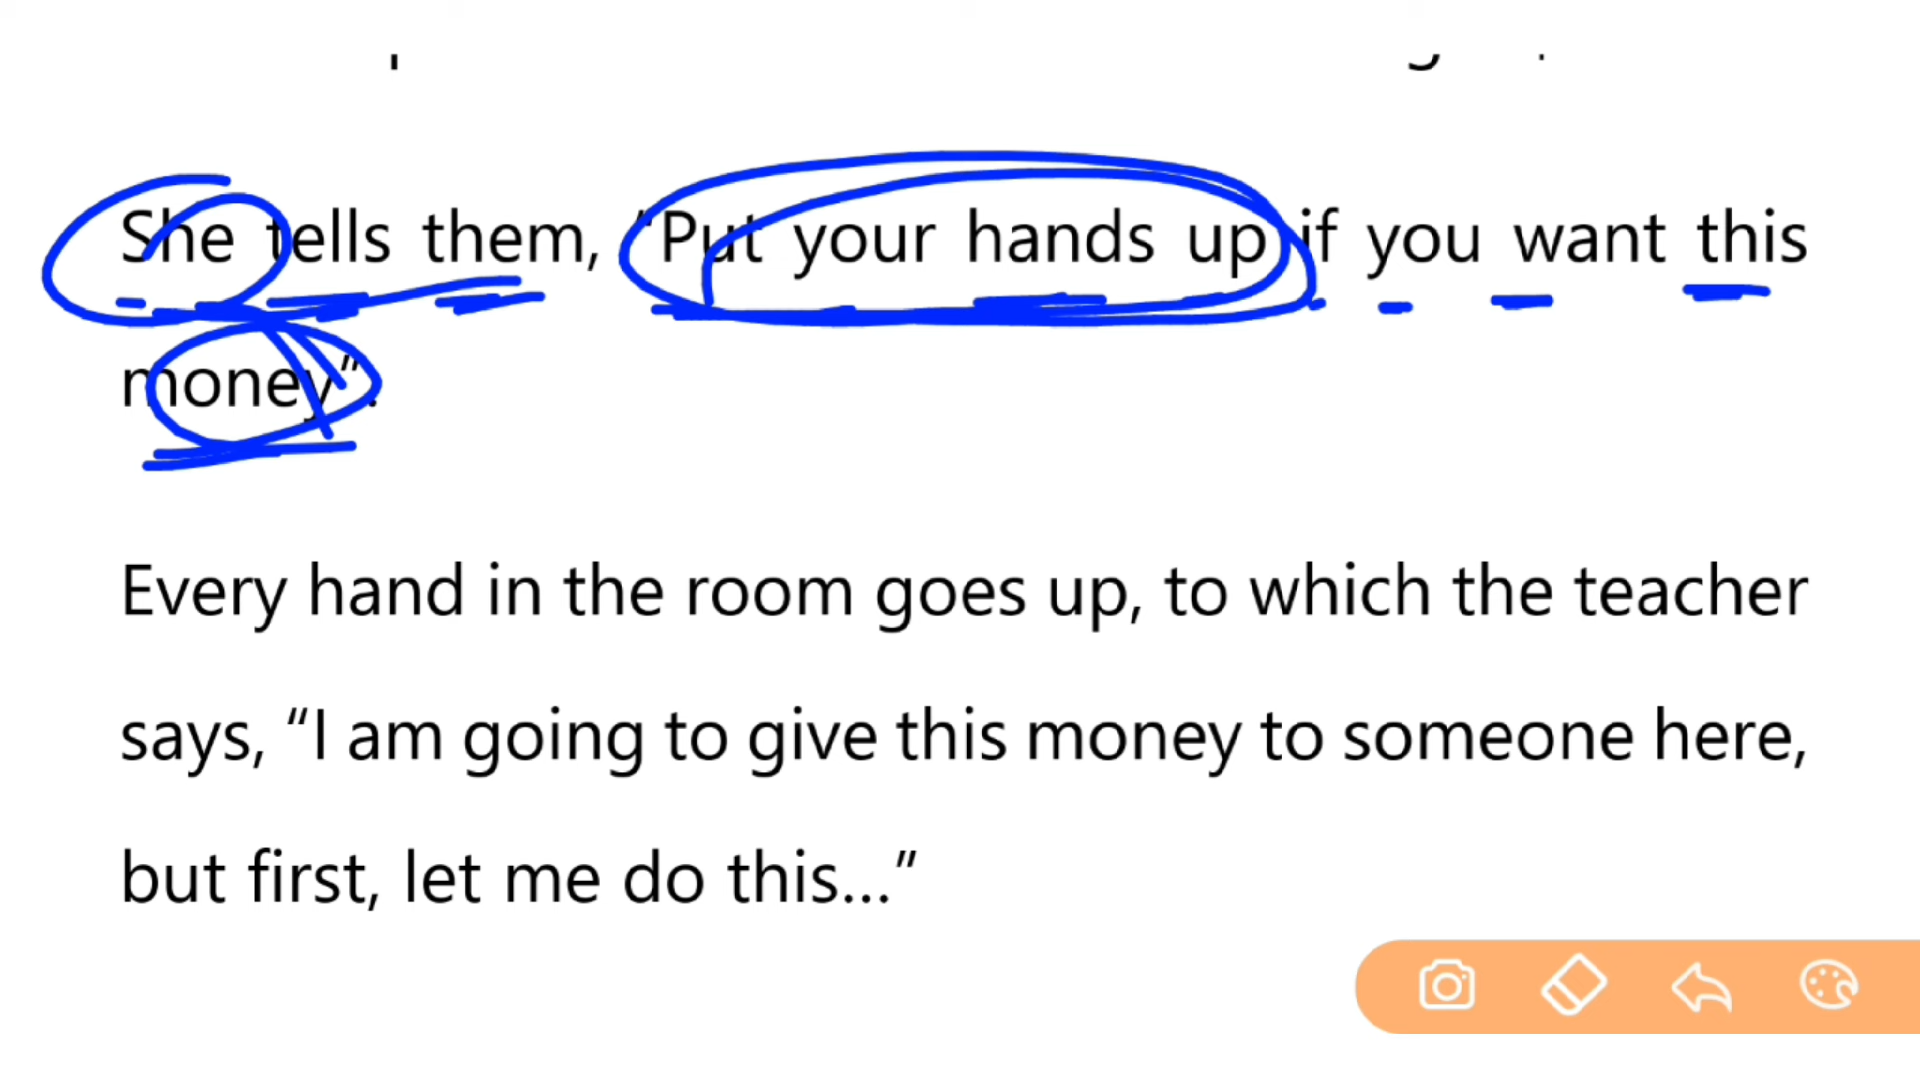 She tells them, “Put your hands up if you want this
money”.
Every hand in the room goes up, to which the teacher
says, “I am going to give this money to someone here,
but first, let me do this...”